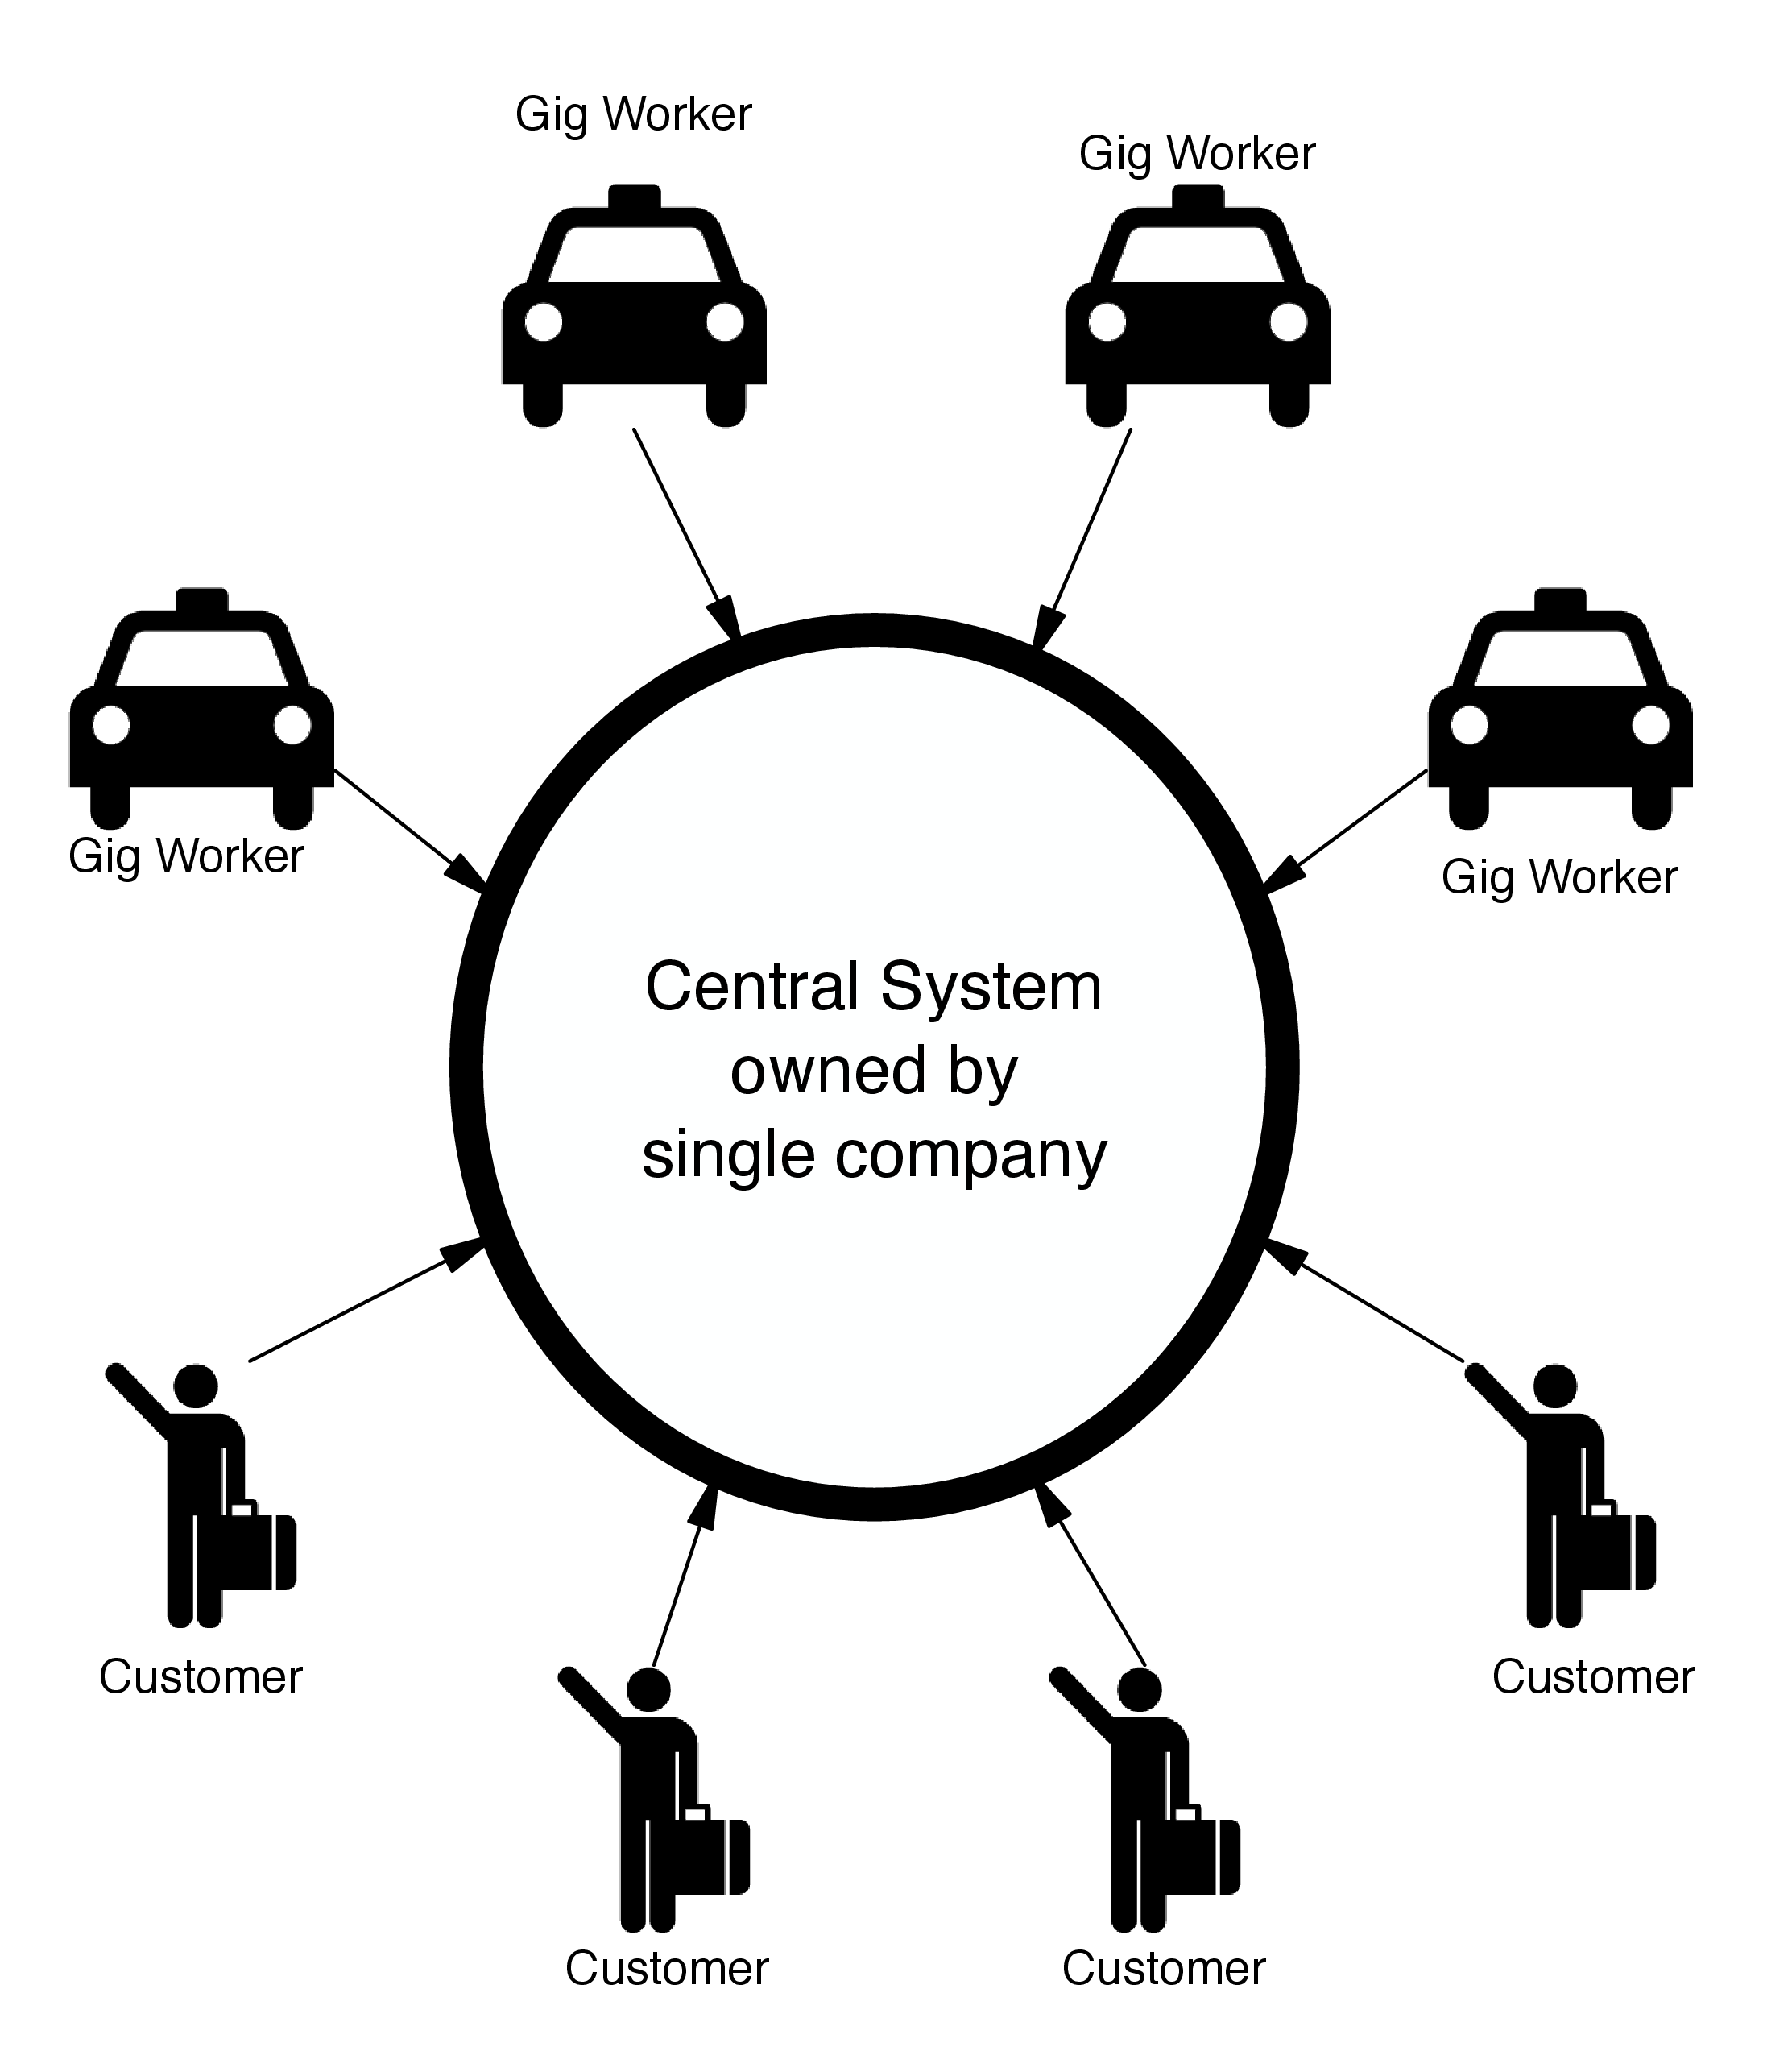 Gig Worker
Gig Worker
Gig Worker
Gig Worker
Central System
owned by
single company
Customer
Customer
Customer
Customer